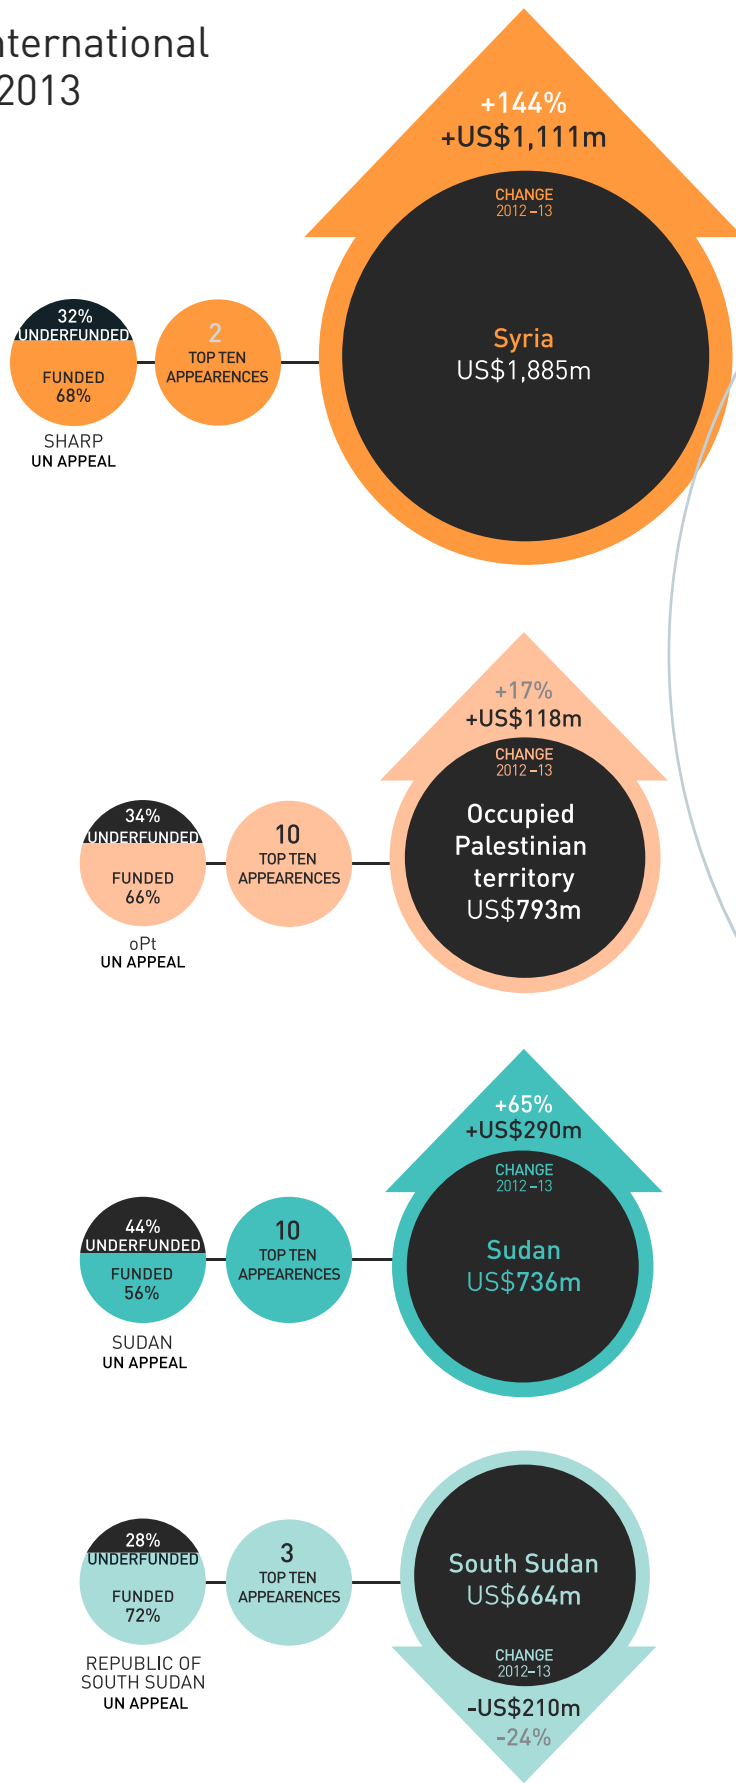 nternational
2013
+144%
+US$1,111m
CHANGE
2012–13
Syria
US$1,885m
32%
UNDERFUNDED
FUNDED
68%
SHARP
UN APPEAL
2
TOP TEN
APPEARENCES
+17%
+US$118m
CHANGE
2012–13
Occupied
Palestinian
territory
US$793m
34%
UNDERFUNDED
FUNDED
66%
oPt
UN APPEAL
10
TOP TEN
APPEARENCES
+65%
+US$290m
CHANGE
2012–13
Sudan
US$736m
44%
UNDERFUNDED
FUNDED
56%
SUDAN
UN APPEAL
10
TOP TEN
APPEARENCES
South Sudan
US$664m
CHANGE
2012–13
-US$210m
-24%
28%
UNDERFUNDED
FUNDED
72%
REPUBLIC OF
SOUTH SUDAN
UN APPEAL
3
TOP TEN
APPEARENCES